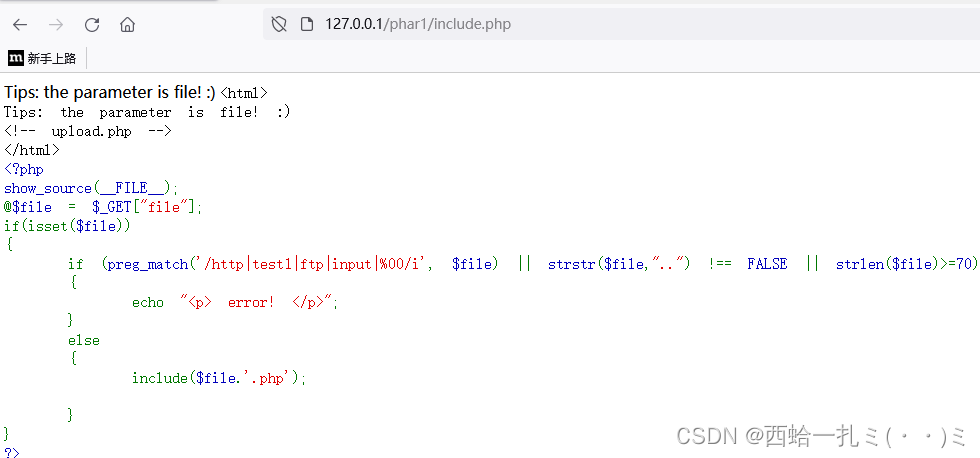 127.0.0.1/phar1/include.php
m 新手上路
Tips: the parameter is file! :) <html>
Tips: the parameter is file! :)
<!-- upload.php -->
</html>
<?php
show_source(__FILE__);
@$file = $_GET["file"];
if(isset($file))
{
if (preg_match('/http|test1|ftp|input|%00/i', $file) || strstr($file,"..") !== FALSE || strlen($file)>=70)
{
echo "<p> error! </p>";
}
else
{
include($file.'.php');
}
}
?>
CSDN @西蛤一扎ミ(・・)ミ